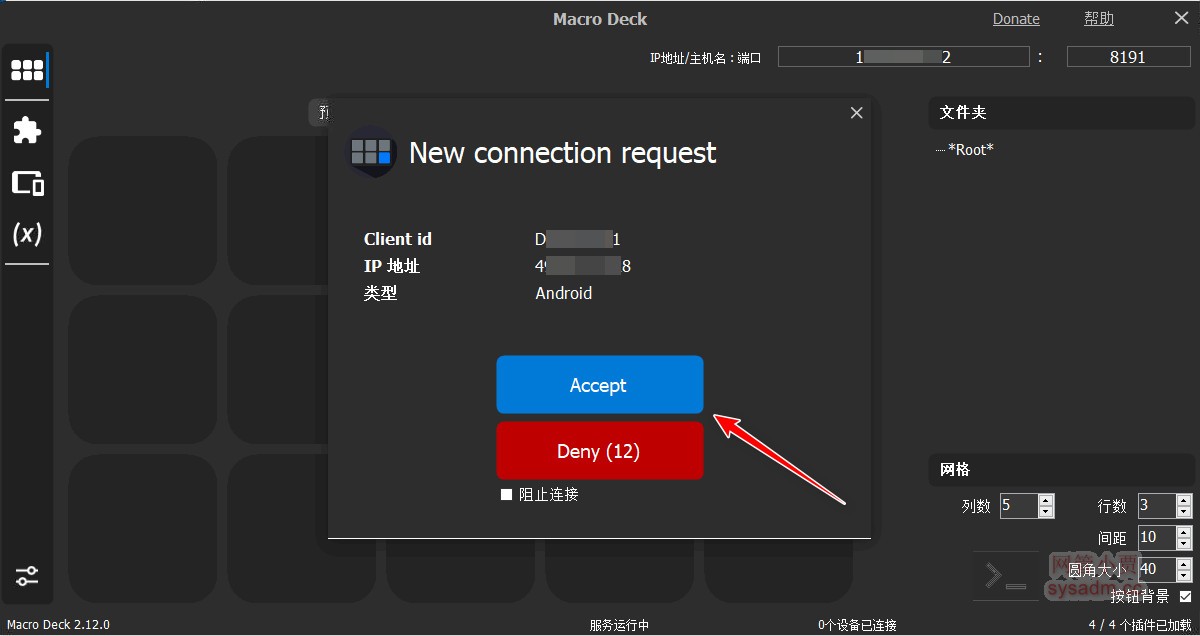 Macro Deck
Donate
帮助
IP地址/主机名：端口
1
2
:
8191
文件夹
*Root*
New connection request
Client id
D
1
IP 地址
4
8
类型
Android
Accept
Deny (12)
阻止连接
网格
列数
5
行数
3
间距
10
圆角大小
40
按钮背景
sysadm.cc
(x)
Macro Deck 2.12.0
服务运行中
0个设备已连接
4 / 4 个插件已加载